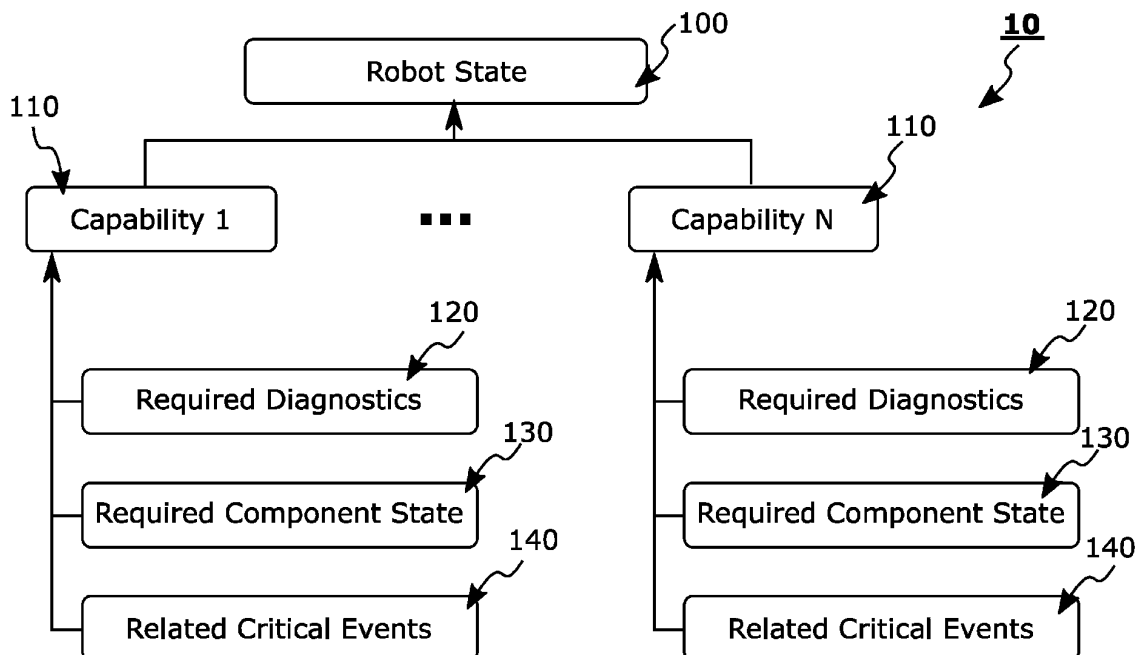 100
10
Robot State
110
110
Capability 1
...
Capability N
120
120
Required Diagnostics
Required Diagnostics
130
130
Required Component State
Required Component State
140
140
Related Critical Events
Related Critical Events